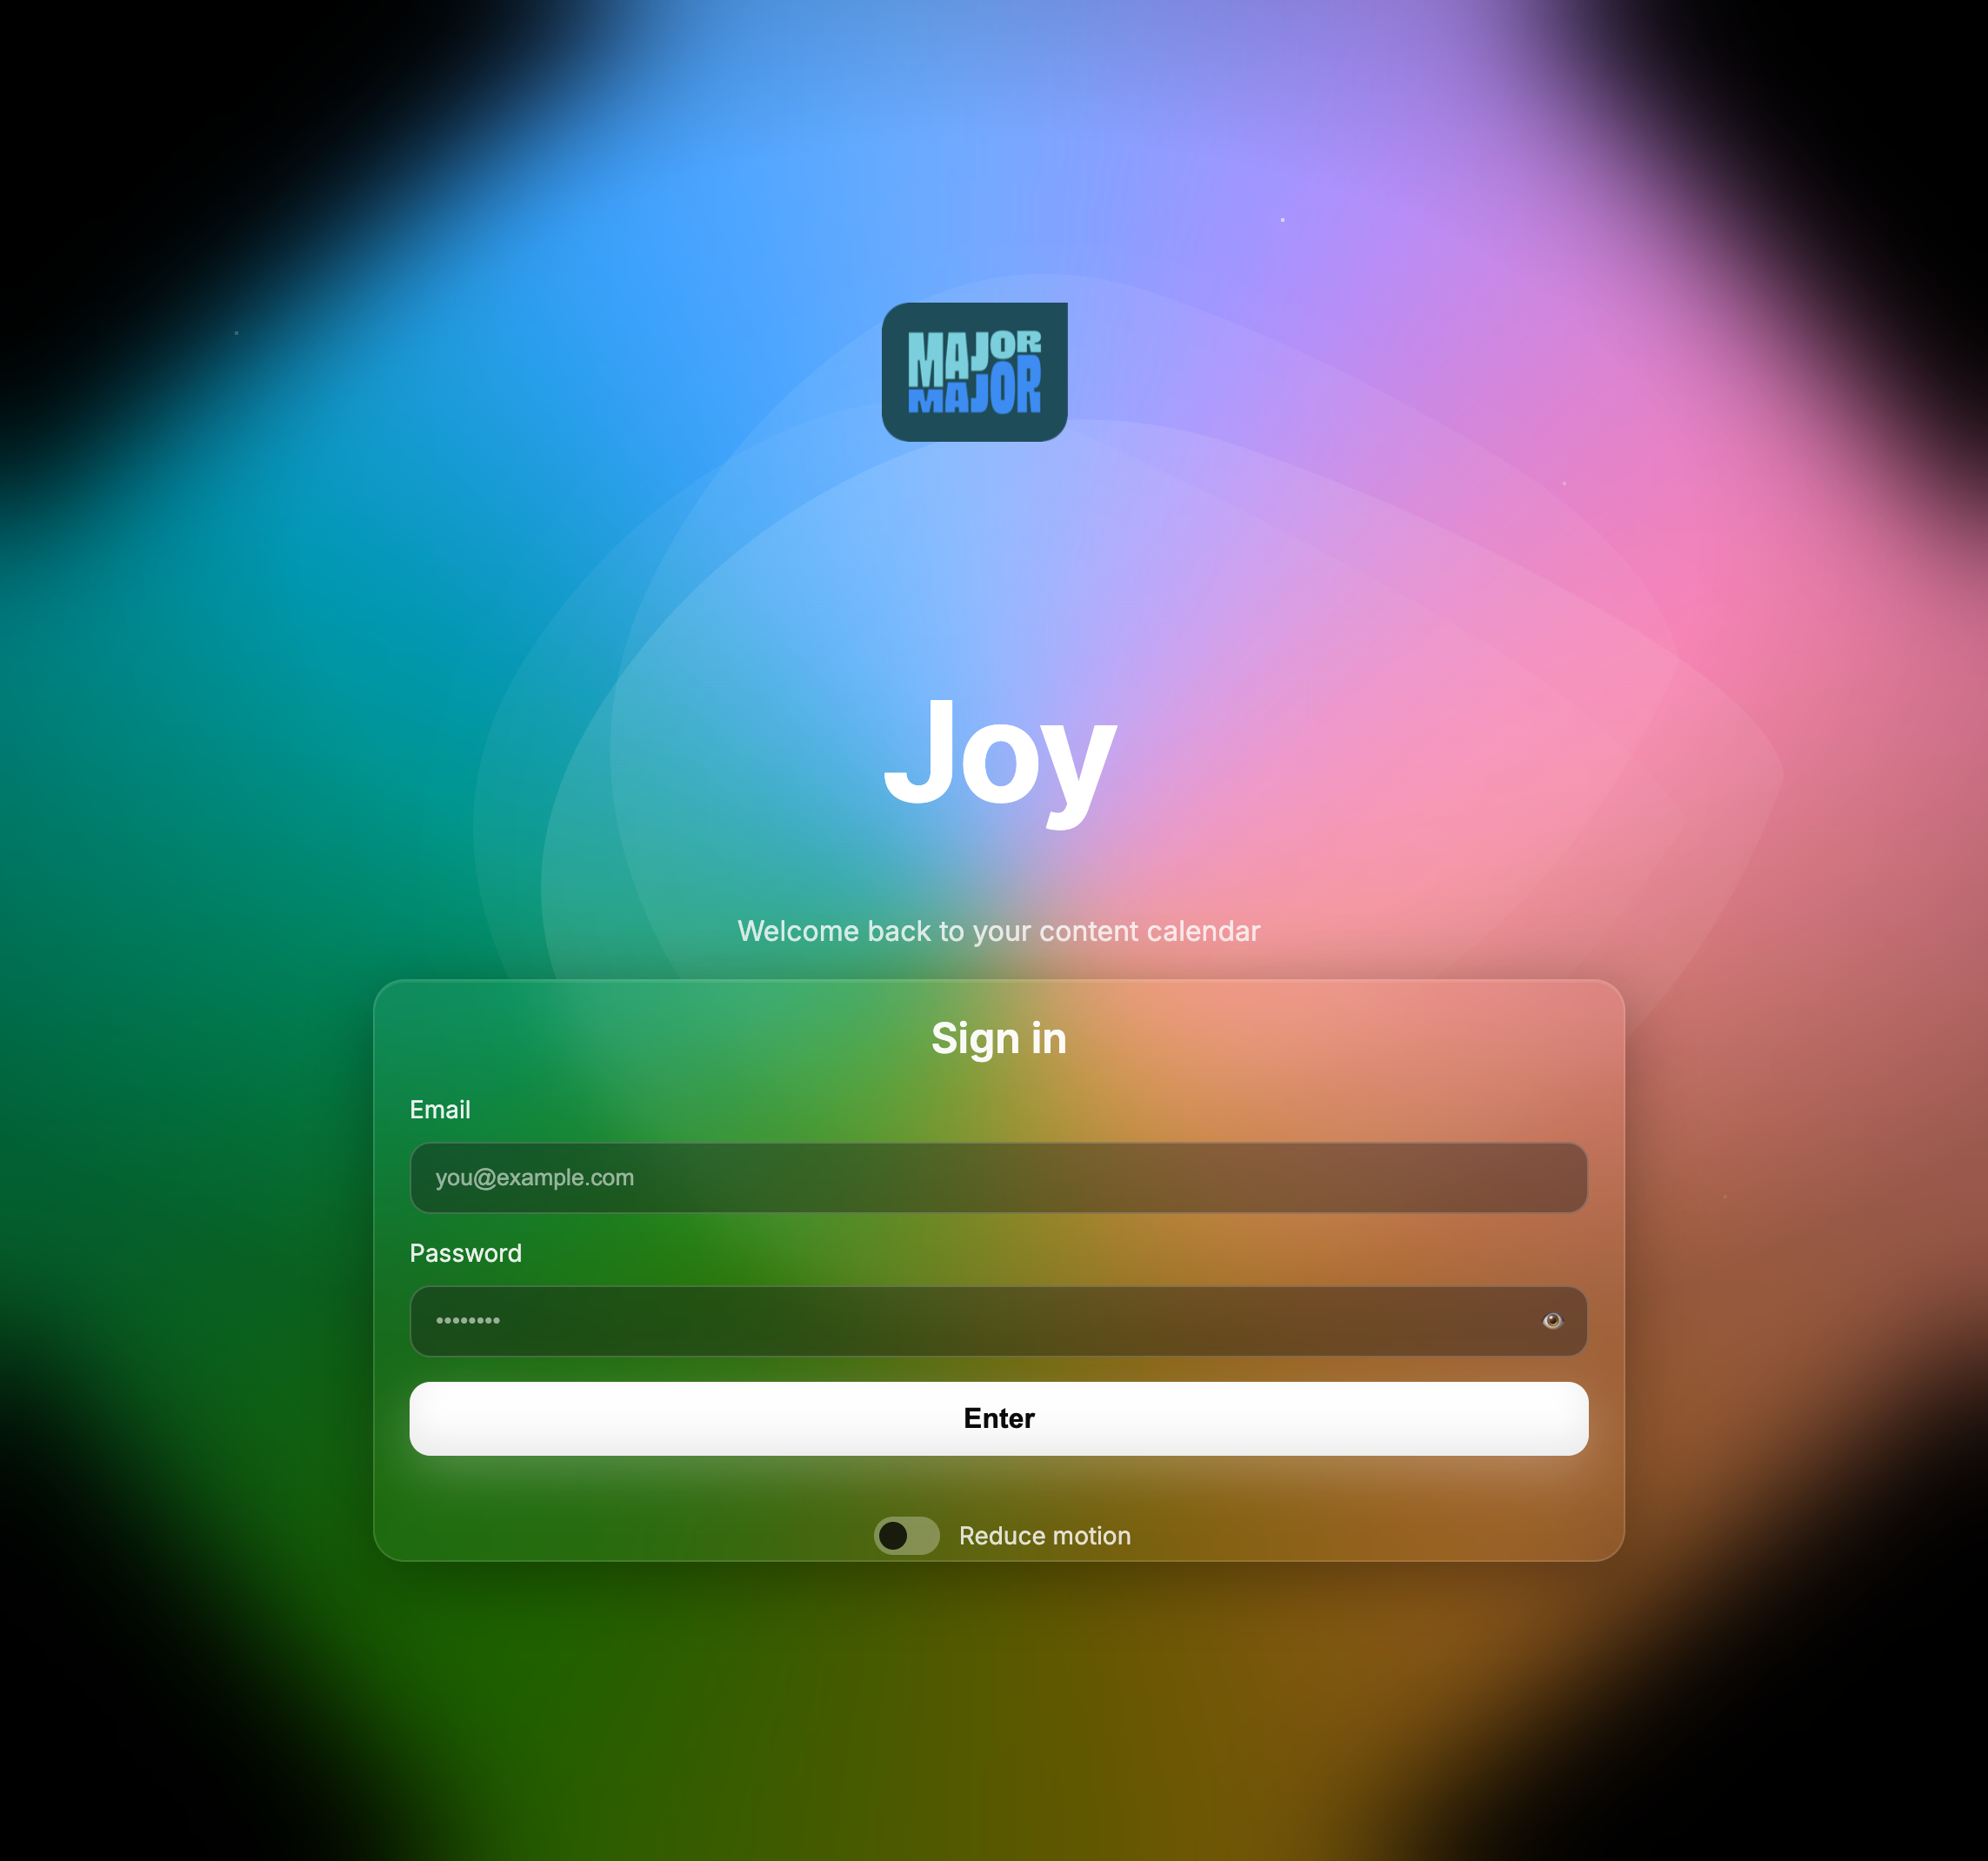 MAJOR
MAJOR
Joy
Welcome back to your content calendar
Sign in
Email
you@example.com
Password
••••••••
Enter
Reduce motion